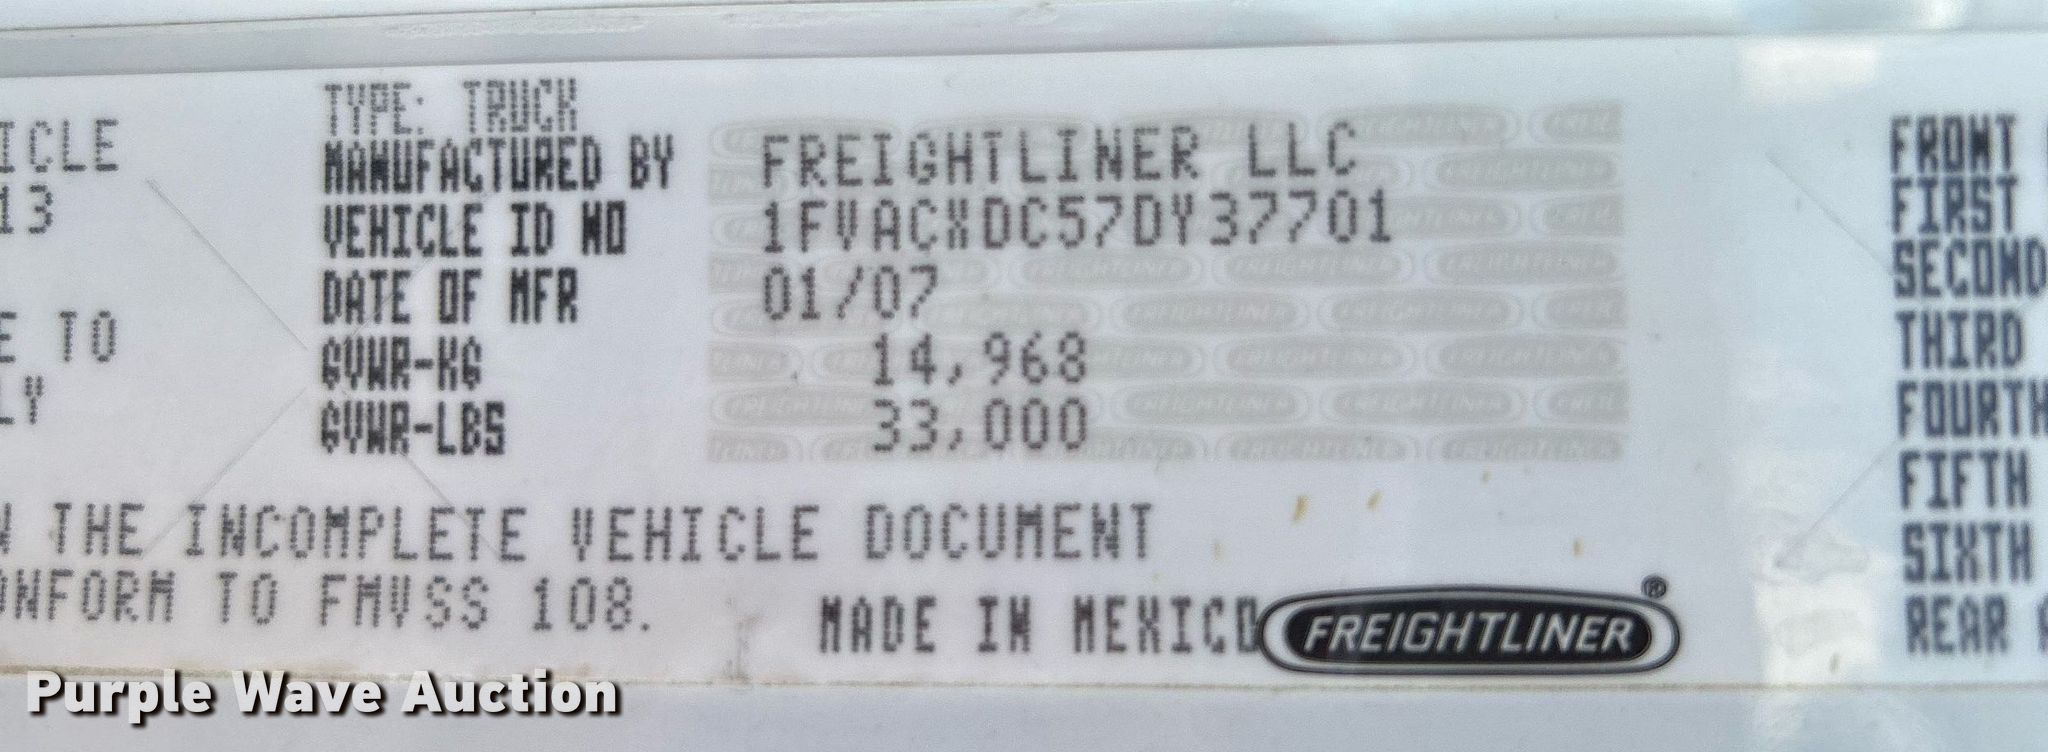 ICLE
13
E TO
LY
TYPE: TRUCK
MANUFACTURED BY FREIGHTLINER LLC
VEHICLE ID NO 1FVACXDC57DY37701
DATE OF MFR 01/07
GVWR-KG 14,968
GVWR-LBS 33,000
N THE INCOMPLETE VEHICLE DOCUMENT
ONFORM TO FMVSS 108.
MADE IN MEXICO FREIGHTLINER®
FRONT
FIRST
SECOND
THIRD
FOURTH
FIFTH
SIXTH
REAR
Purple Wave Auction